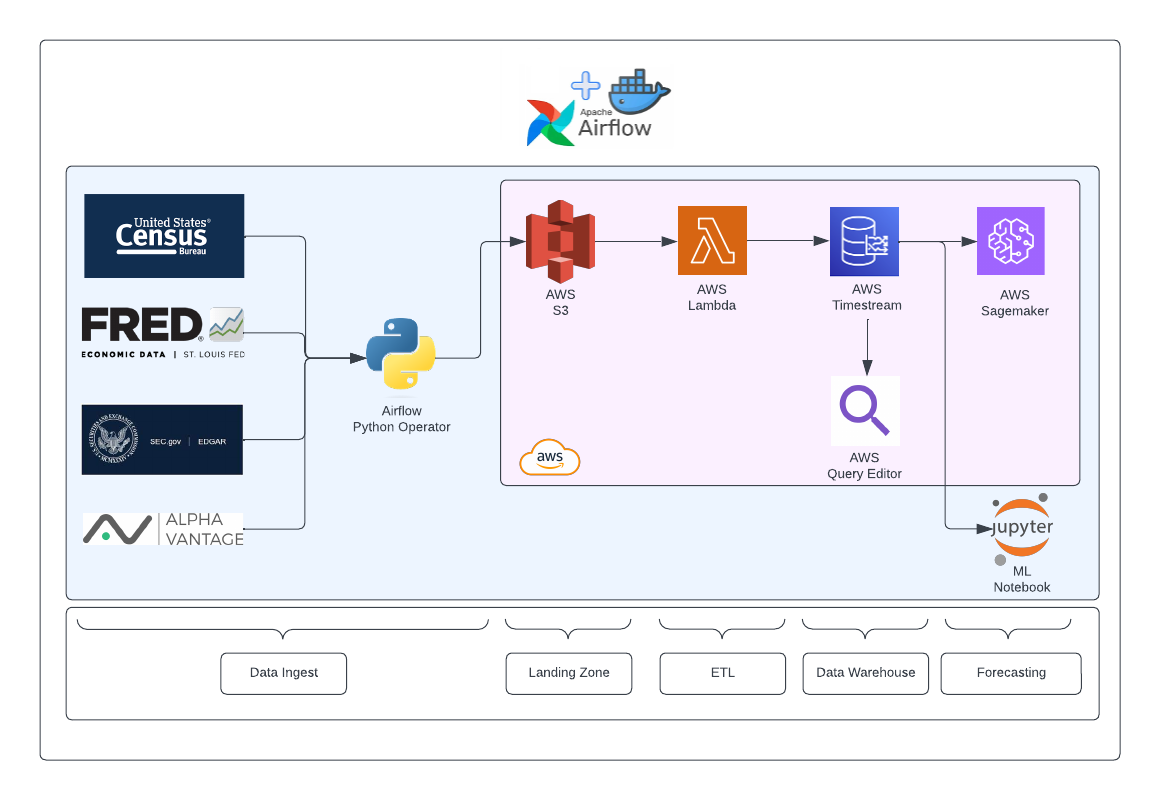 Apache
Airflow
United States®
Census
Bureau
FRED®
ECONOMIC DATA | ST. LOUIS FED
SEC.gov | EDGAR
ALPHA
VANTAGE
Airflow
Python Operator
AWS
S3
AWS
Lambda
AWS
Timestream
AWS
Sagemaker
AWS
Query Editor
aws
jupyter
ML
Notebook
Data Ingest
Landing Zone
ETL
Data Warehouse
Forecasting